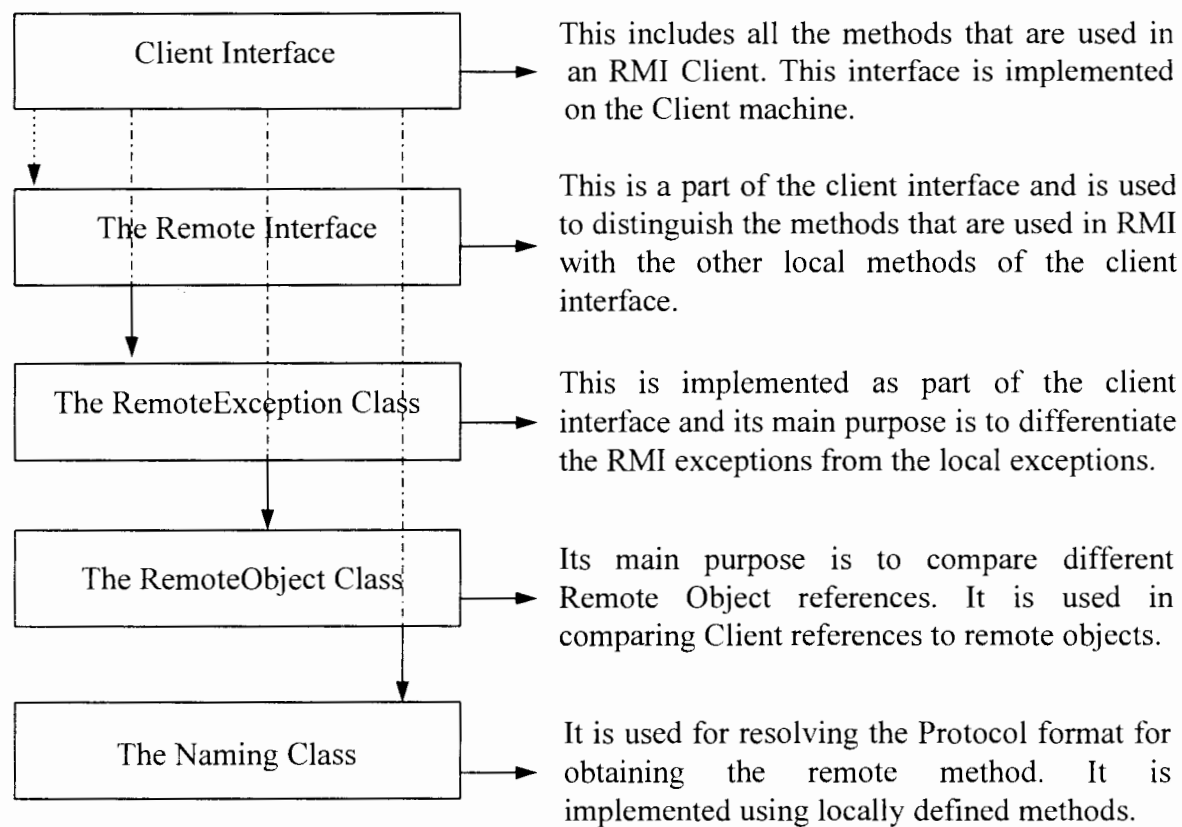 Client Interface
This includes all the methods that are used in
an RMI Client. This interface is implemented
on the Client machine.
The Remote Interface
This is a part of the client interface and is used
to distinguish the methods that are used in RMI
with the other local methods of the client
interface.
The RemoteException Class
This is implemented as part of the client
interface and its main purpose is to differentiate
the RMI exceptions from the local exceptions.
The RemoteObject Class
Its main purpose is to compare different
Remote Object references. It is used in
comparing Client references to remote objects.
The Naming Class
It is used for resolving the Protocol format for
obtaining the remote method. It is
implemented using locally defined methods.